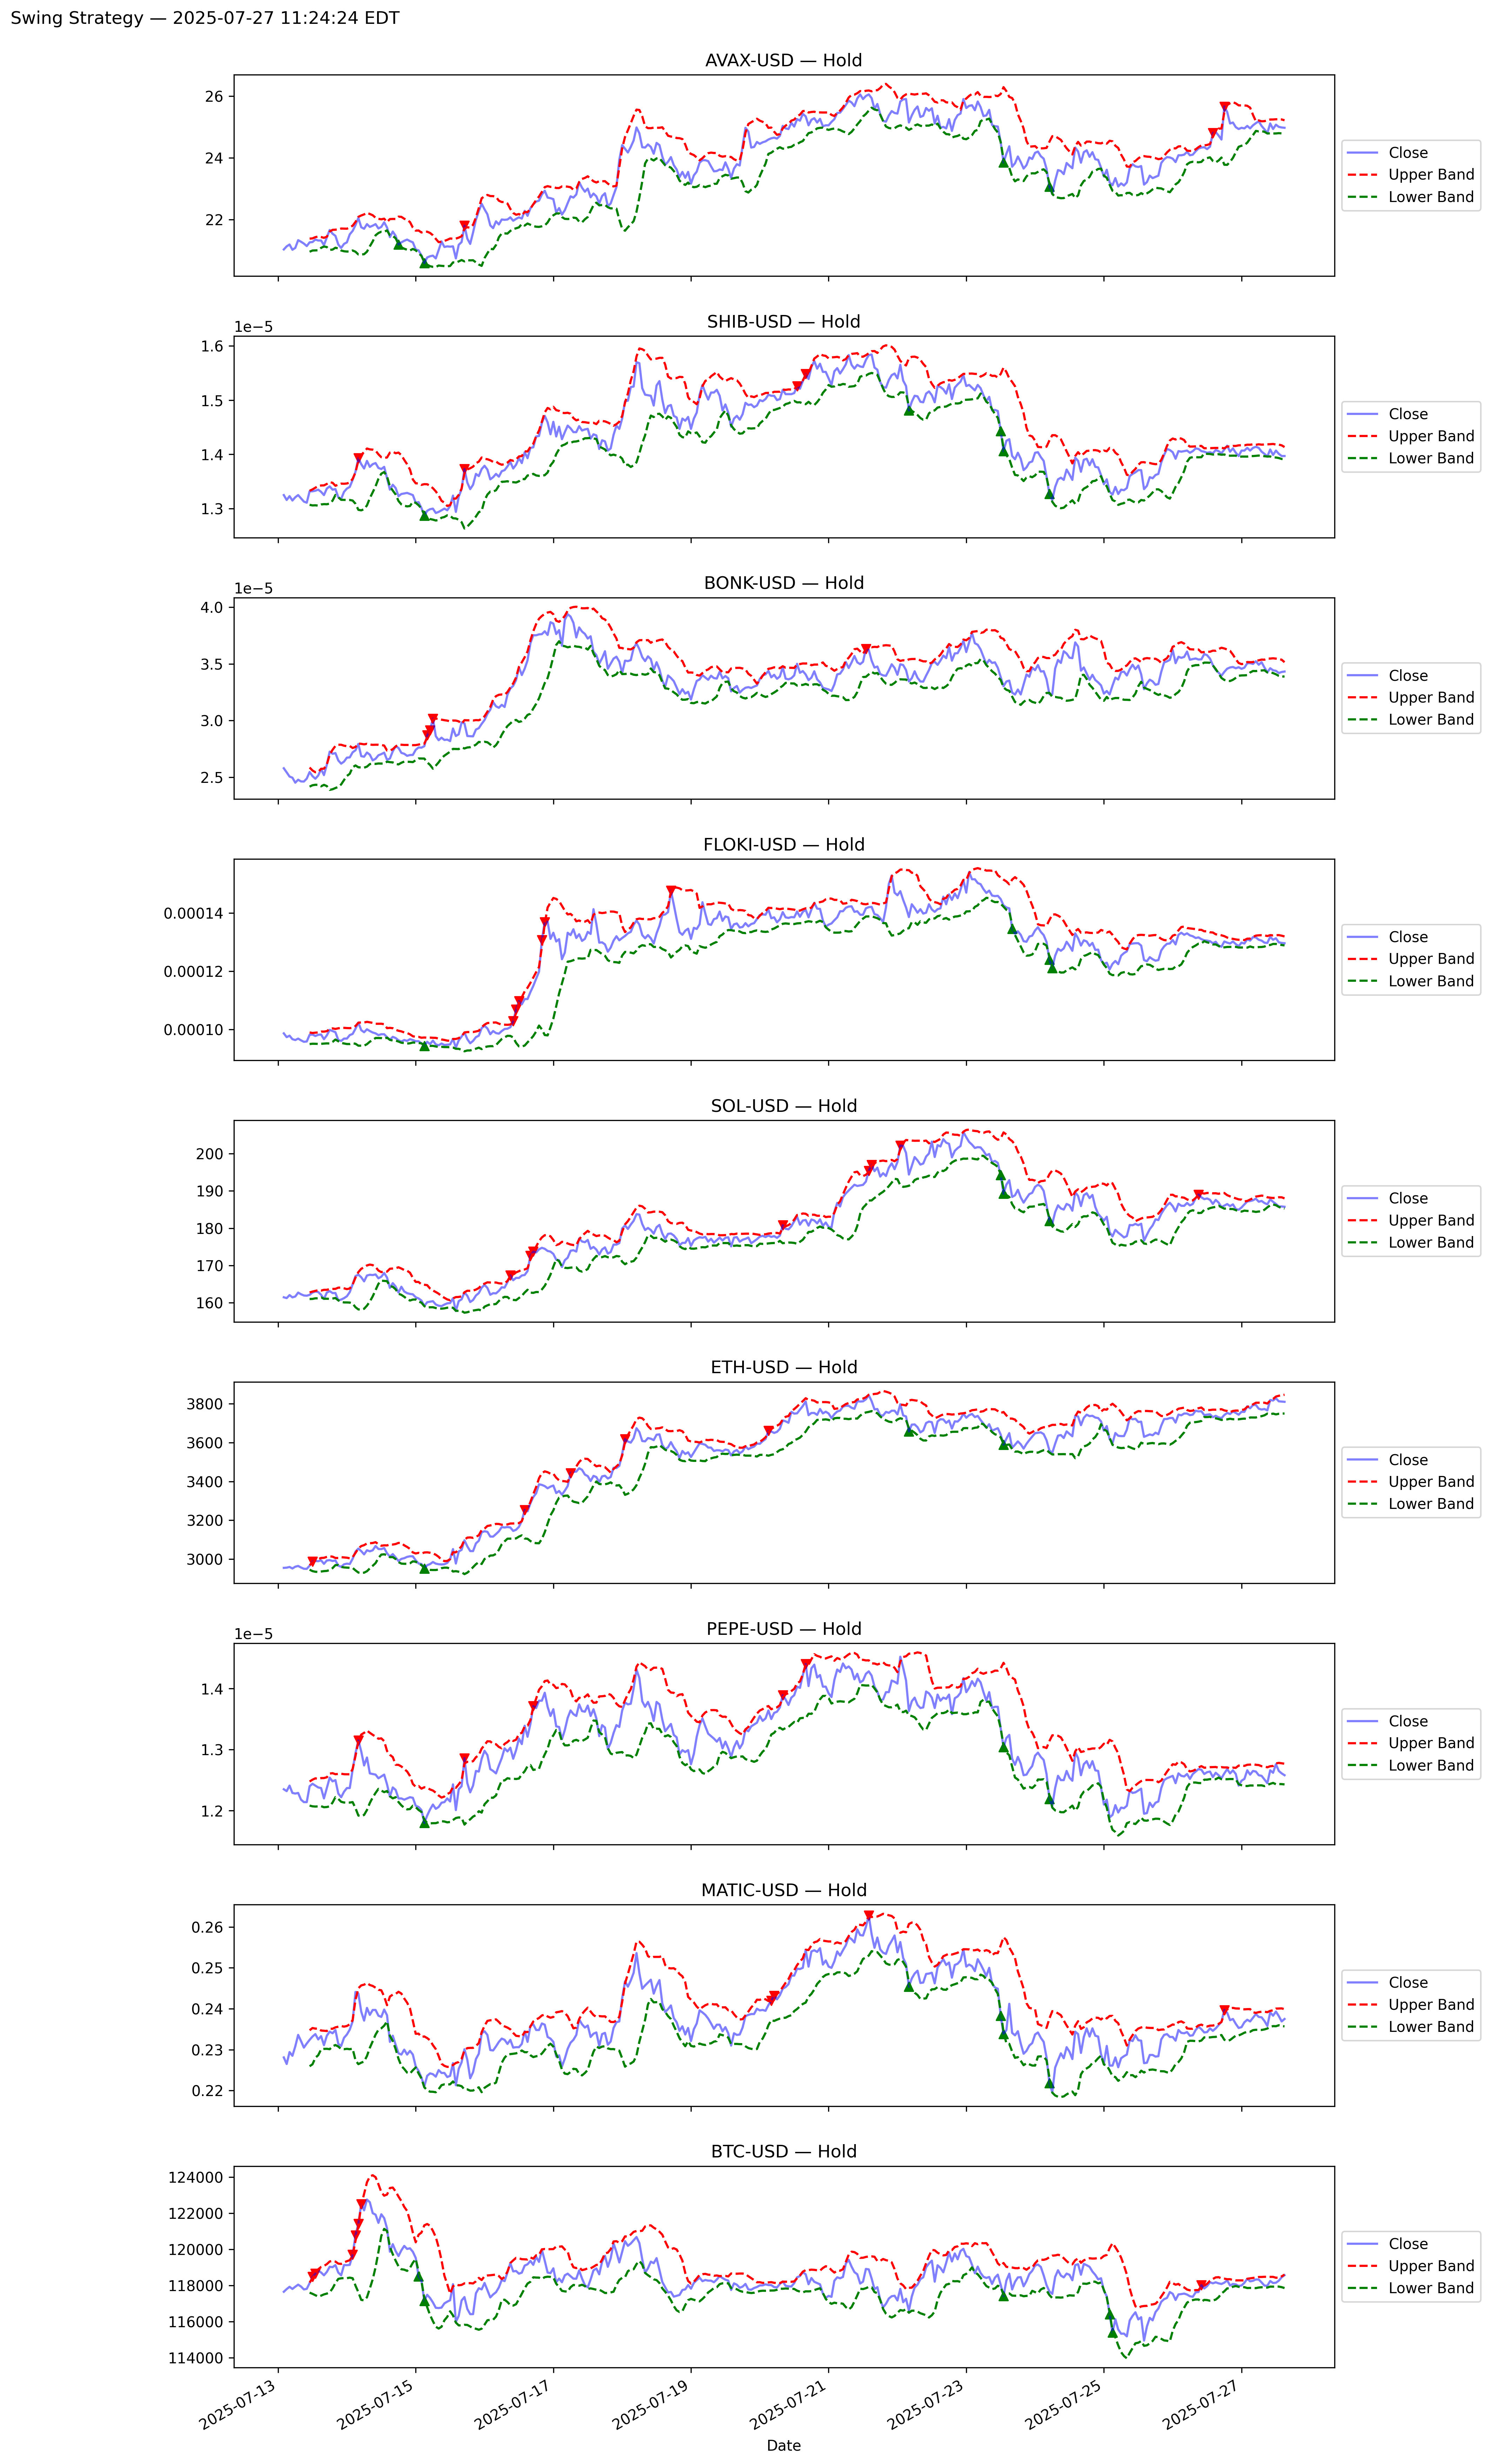 Swing Strategy — 2025-07-27 11:24:24 EDT
AVAX-USD — Hold
26
24
22
Close
Upper Band
Lower Band
SHIB-USD — Hold
1e−5
1.6
1.5
1.4
1.3
Close
Upper Band
Lower Band
BONK-USD — Hold
1e−5
4.0
3.5
3.0
2.5
Close
Upper Band
Lower Band
FLOKI-USD — Hold
0.00014
0.00012
0.00010
Close
Upper Band
Lower Band
SOL-USD — Hold
200
190
180
170
160
Close
Upper Band
Lower Band
ETH-USD — Hold
3800
3600
3400
3200
3000
Close
Upper Band
Lower Band
PEPE-USD — Hold
1e−5
1.4
1.3
1.2
Close
Upper Band
Lower Band
MATIC-USD — Hold
0.26
0.25
0.24
0.23
0.22
Close
Upper Band
Lower Band
BTC-USD — Hold
124000
122000
120000
118000
116000
114000
Close
Upper Band
Lower Band
2025-07-13
2025-07-15
2025-07-17
2025-07-19
2025-07-21
2025-07-23
2025-07-25
2025-07-27
Date